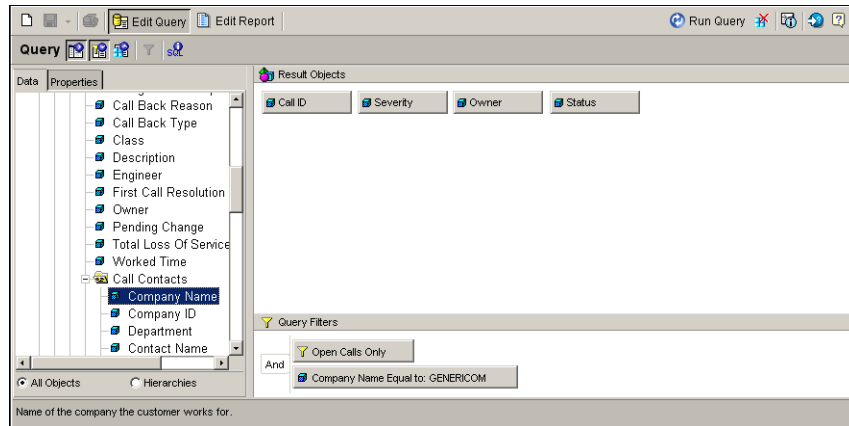 Edit Query Edit Report Run Query
Query SQL
Data Properties
Call Back Reason
Call Back Type
Class
Description
Engineer
First Call Resolution
Owner
Pending Change
Total Loss Of Service
Worked Time
Call Contacts
Company Name
Company ID
Department
Contact Name
All Objects Hierarchies
Result Objects
Call ID Severity Owner Status
Query Filters
And
Open Calls Only
Company Name Equal to: GENERICOM
Name of the company the customer works for.